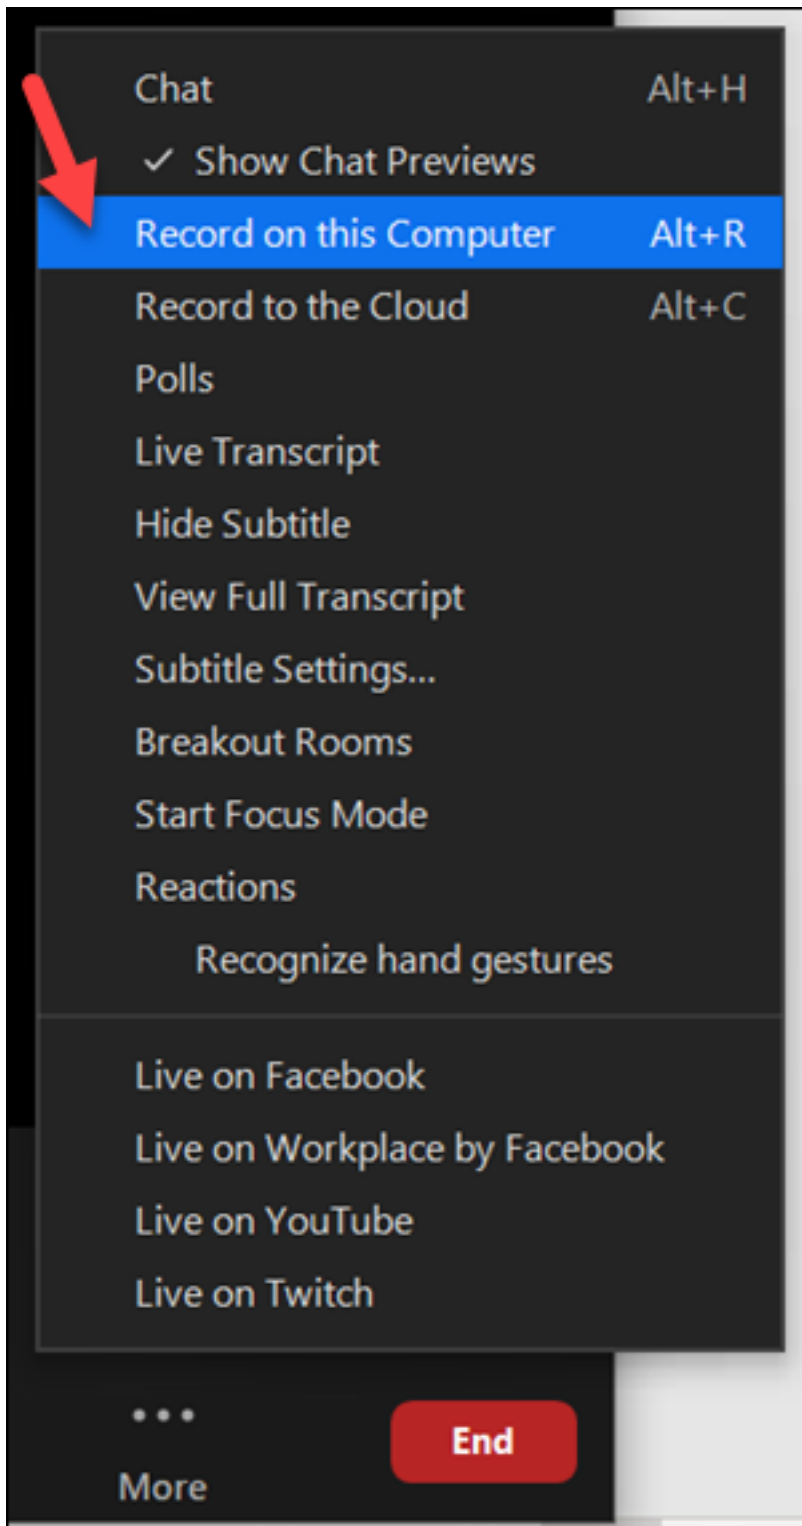 Chat Alt+H
✓ Show Chat Previews
Record on this Computer Alt+R
Record to the Cloud Alt+C
Polls
Live Transcript
Hide Subtitle
View Full Transcript
Subtitle Settings...
Breakout Rooms
Start Focus Mode
Reactions
Recognize hand gestures
Live on Facebook
Live on Workplace by Facebook
Live on YouTube
Live on Twitch
More
End